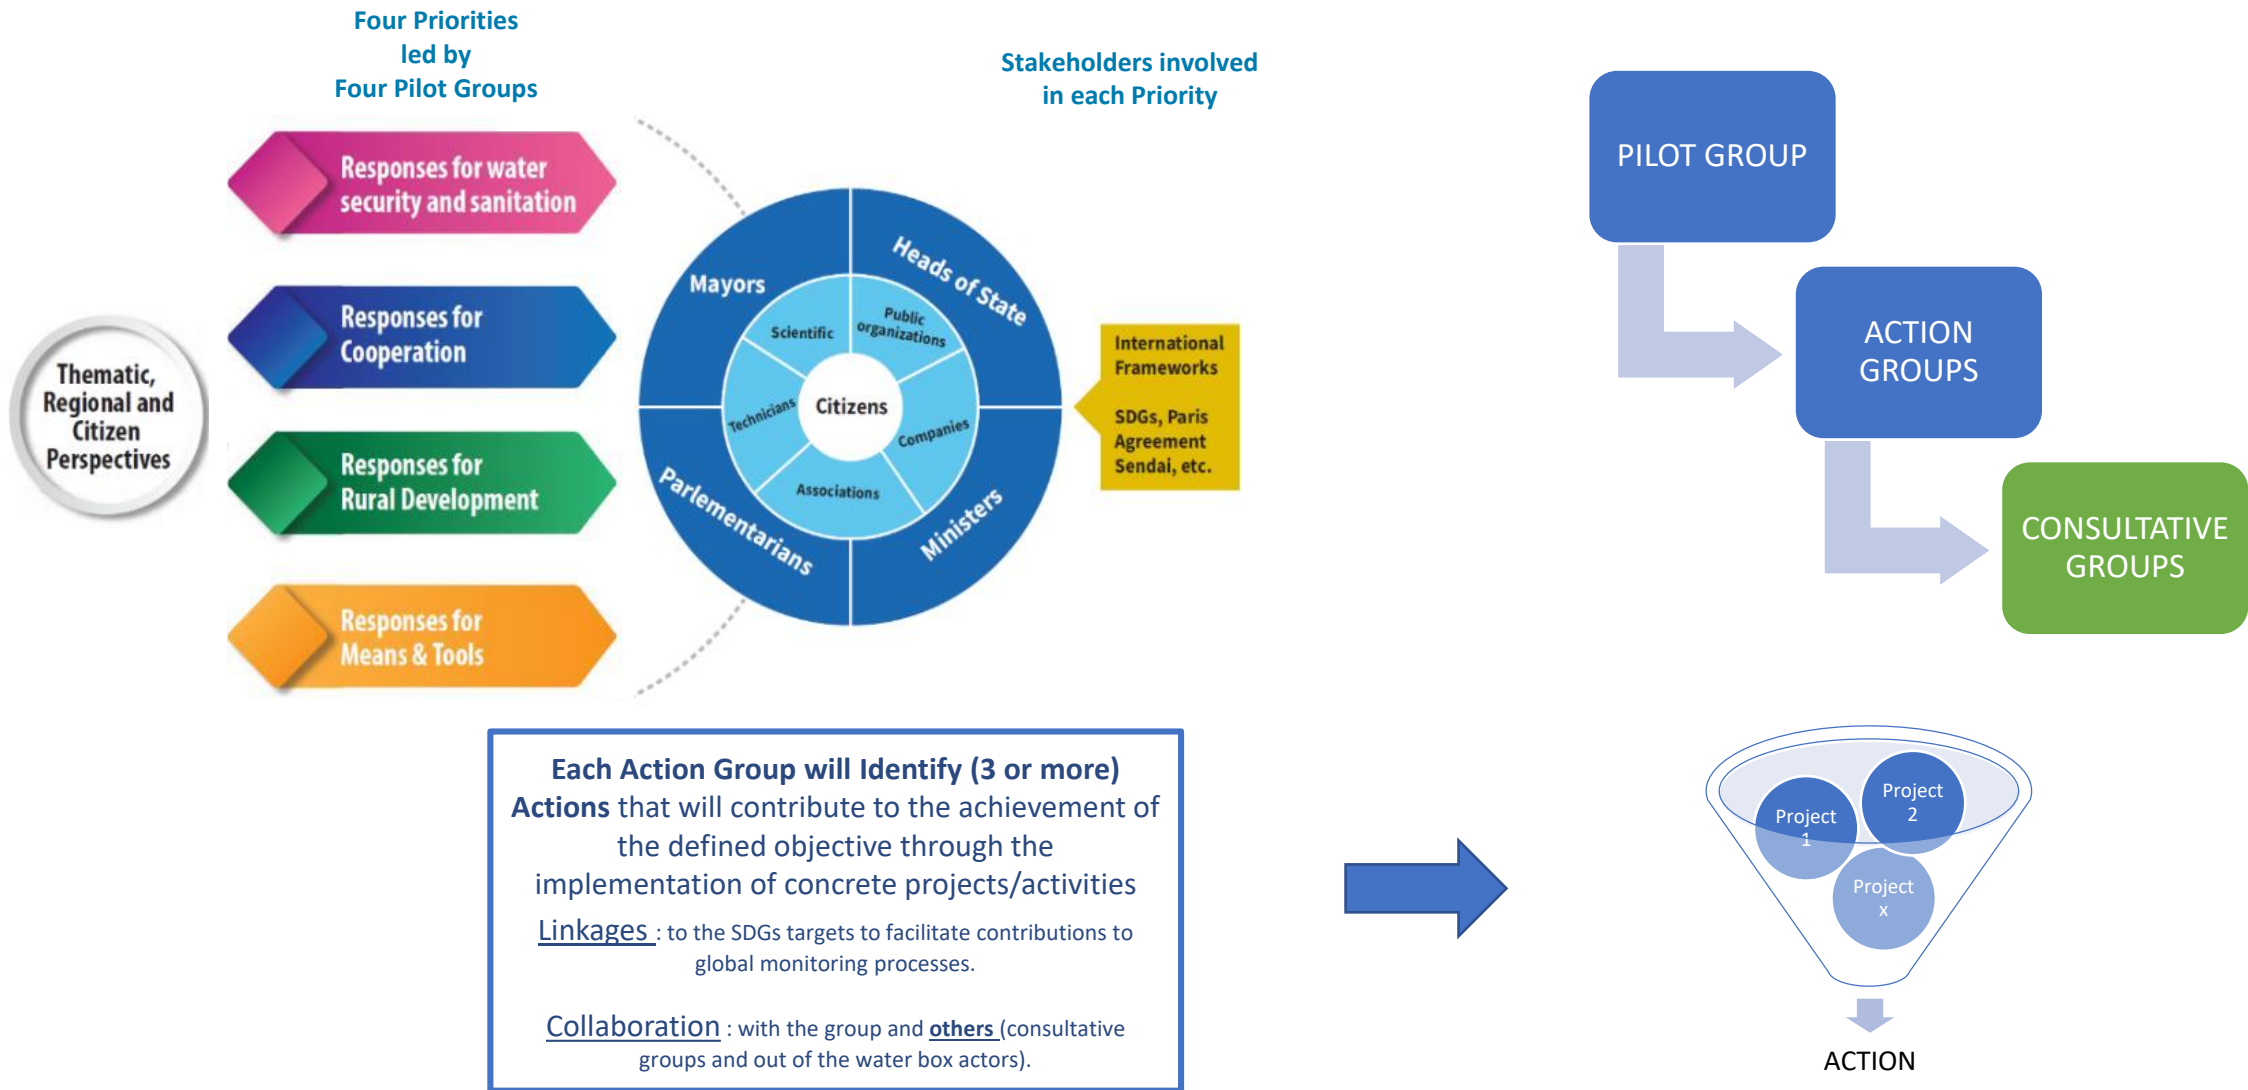 Four Priorities
led by
Four Pilot Groups
Stakeholders involved
in each Priority
Thematic,
Regional and
Citizen
Perspectives
Responses for water
security and sanitation
Responses for
Cooperation
Responses for
Rural Development
Responses for
Means & Tools
Mayors
Heads of State
Parlementarians
Ministers
Scientific
Public
organizations
Technicians
Companies
Associations
Citizens
International
Frameworks
SDGs, Paris
Agreement
Sendai, etc.
PILOT GROUP
ACTION
GROUPS
CONSULTATIVE
GROUPS
Each Action Group will Identify (3 or more)
Actions that will contribute to the achievement of
the defined objective through the
implementation of concrete projects/activities
Linkages : to the SDGs targets to facilitate contributions to
global monitoring processes.
Collaboration : with the group and others (consultative
groups and out of the water box actors).
Project
1
Project
2
Project
x
ACTION